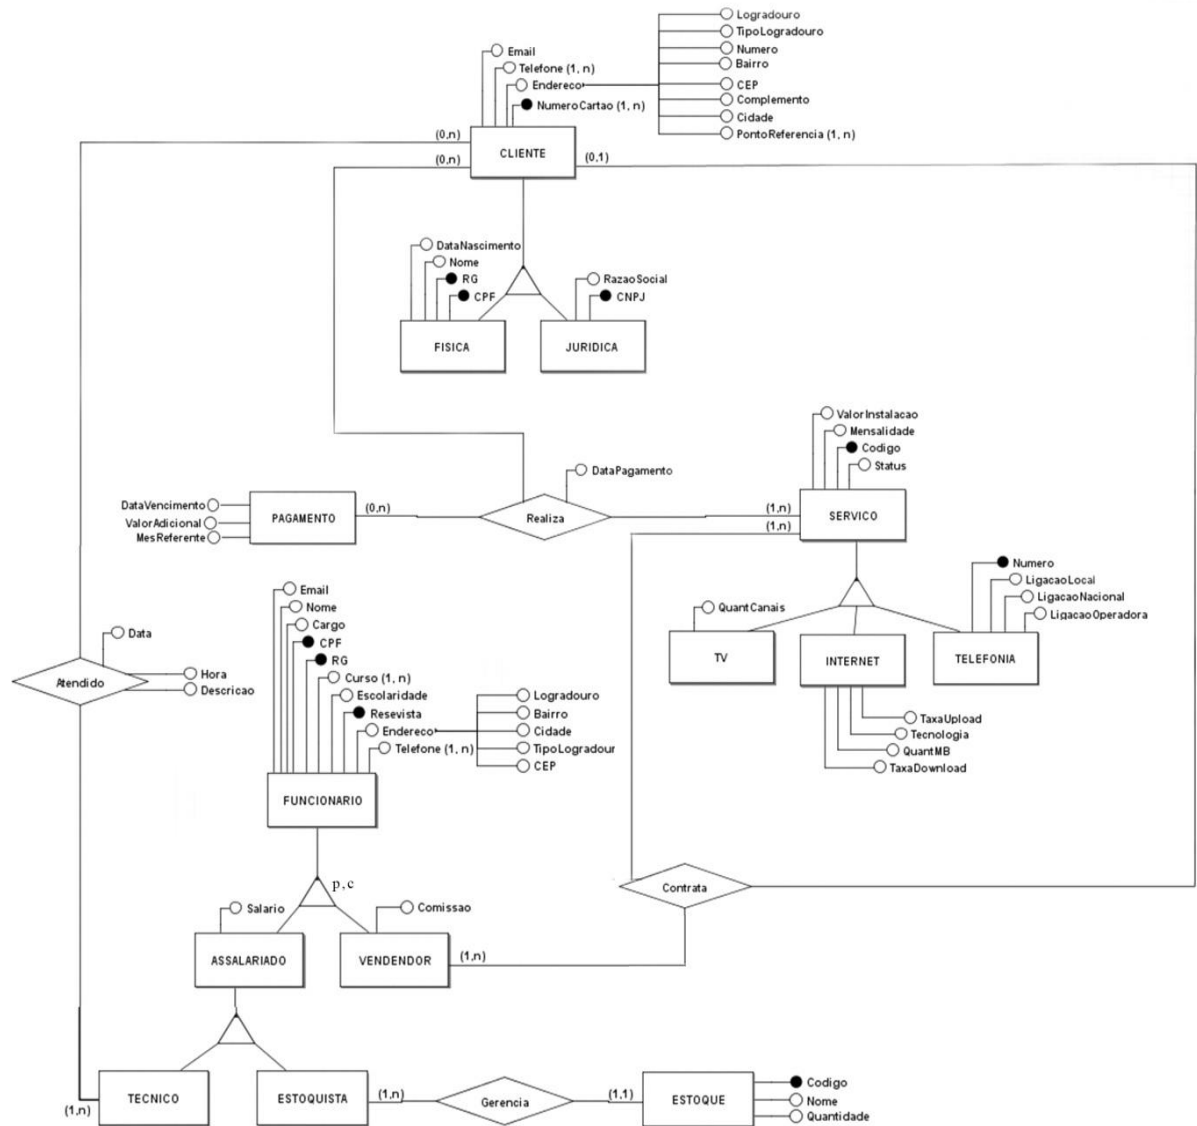 Logradouro
TipoLogradouro
Numero
Bairro
CEP
Complemento
Cidade
PontoReferencia (1, n)
Email
Telefone (1, n)
Endereco
NumeroCartao (1, n)
(0,n)
CLIENTE
(0,n)
(0,1)
DataNascimento
Nome
RG
CPF
RazaoSocial
CNPJ
FISICA
JURIDICA
ValorInstalacao
Mensalidade
Codigo
Status
DataPagamento
DataVencimento
ValorAdicional
MesReferente
PAGAMENTO
(0,n)
Realiza
(1,n)
(1,n)
SERVICO
Numero
LigacaoLocal
LigacaoNacional
LigacaoOperadora
QuantCanais
TV
INTERNET
TELEFONIA
TaxaUpload
Tecnologia
QuantMB
TaxaDownload
Data
Atendido
Hora
Descricao
Email
Nome
Cargo
CPF
RG
Curso (1, n)
Escolaridade
Resevista
Endereco
Telefone (1, n)
Logradouro
Bairro
Cidade
TipoLogradour
CEP
FUNCIONARIO
p,c
Contrata
Salario
Comissao
ASSALARIADO
VENDENDOR
(1,n)
TECNICO
(1,n)
ESTOQUISTA
(1,n)
Gerencia
(1,1)
ESTOQUE
Codigo
Nome
Quantidade